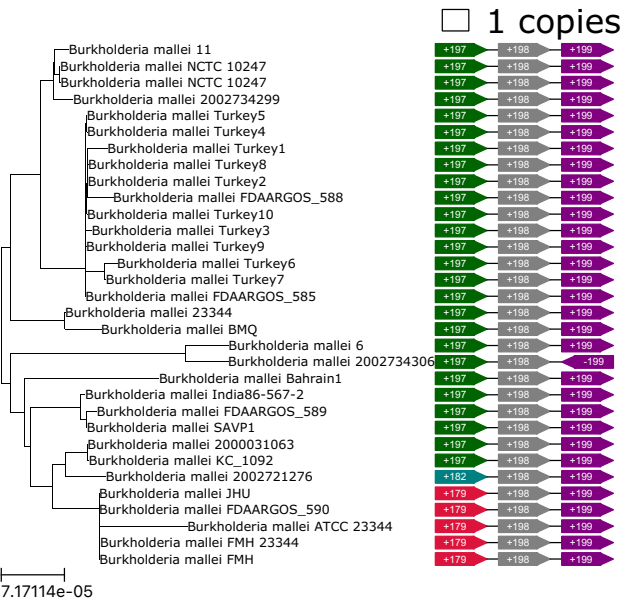 1 copies
Burkholderia mallei 11 +197 +198 +199
Burkholderia mallei NCTC 10247 +197 +198 +199
Burkholderia mallei NCTC 10247 +197 +198 +199
Burkholderia mallei 2002734299 +197 +198 +199
Burkholderia mallei Turkey5 +197 +198 +199
Burkholderia mallei Turkey4 +197 +198 +199
Burkholderia mallei Turkey1 +197 +198 +199
Burkholderia mallei Turkey8 +197 +198 +199
Burkholderia mallei Turkey2 +197 +198 +199
Burkholderia mallei FDAARGOS_588 +197 +198 +199
Burkholderia mallei Turkey10 +197 +198 +199
Burkholderia mallei Turkey3 +197 +198 +199
Burkholderia mallei Turkey9 +197 +198 +199
Burkholderia mallei Turkey6 +197 +198 +199
Burkholderia mallei Turkey7 +197 +198 +199
Burkholderia mallei FDAARGOS_585 +197 +198 +199
Burkholderia mallei 23344 +197 +198 +199
Burkholderia mallei BMQ +197 +198 +199
Burkholderia mallei 6 +197 +198 +199
Burkholderia mallei 2002734306 +197 +198 -199
Burkholderia mallei Bahrain1 +197 +198 +199
Burkholderia mallei India86-567-2 +197 +198 +199
Burkholderia mallei FDAARGOS_589 +197 +198 +199
Burkholderia mallei SAVP1 +197 +198 +199
Burkholderia mallei 2000031063 +197 +198 +199
Burkholderia mallei KC_1092 +197 +198 +199
Burkholderia mallei 2002721276 +182 +198 +199
Burkholderia mallei JHU +179 +198 +199
Burkholderia mallei FDAARGOS_590 +179 +198 +199
Burkholderia mallei ATCC 23344 +179 +198 +199
Burkholderia mallei FMH 23344 +179 +198 +199
Burkholderia mallei FMH +179 +198 +199
7.17114e-05